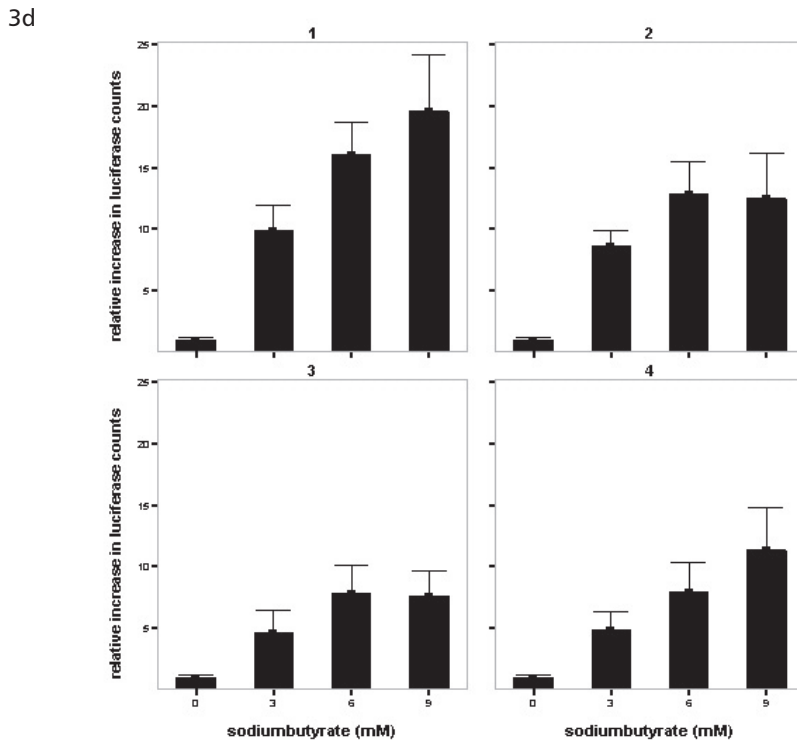 3d
1
2
relative increase in luciferase counts
25
20
15
10
5
3
4
relative increase in luciferase counts
25
20
15
10
5
0 3 6 9
0 3 6 9
sodiumbutyrate (mM)
sodiumbutyrate (mM)